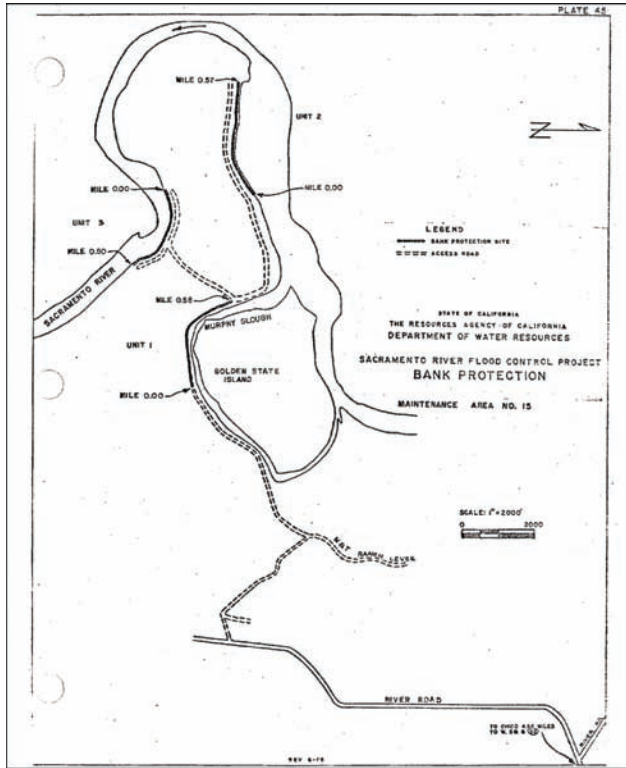 PLATE 45
MILE 0.57
UNIT 2
N
MILE 0.00
MILE 0.00
UNIT 3
LEGEND
BANK PROTECTION SITE
ACCESS ROAD
MILE 0.50
SACRAMENTO RIVER
MILE 0.55
MURPHY SLOUGH
STATE OF CALIFORNIA
THE RESOURCES AGENCY OF CALIFORNIA
DEPARTMENT OF WATER RESOURCES
UNIT 1
SACRAMENTO RIVER FLOOD CONTROL PROJECT
BANK PROTECTION
GOLDEN STATE
ISLAND
MILE 0.00
MAINTENANCE AREA NO. 15
SCALE: 1"=2000'
0 2000
RANCH LEVEE
RIVER ROAD
TO CHICO